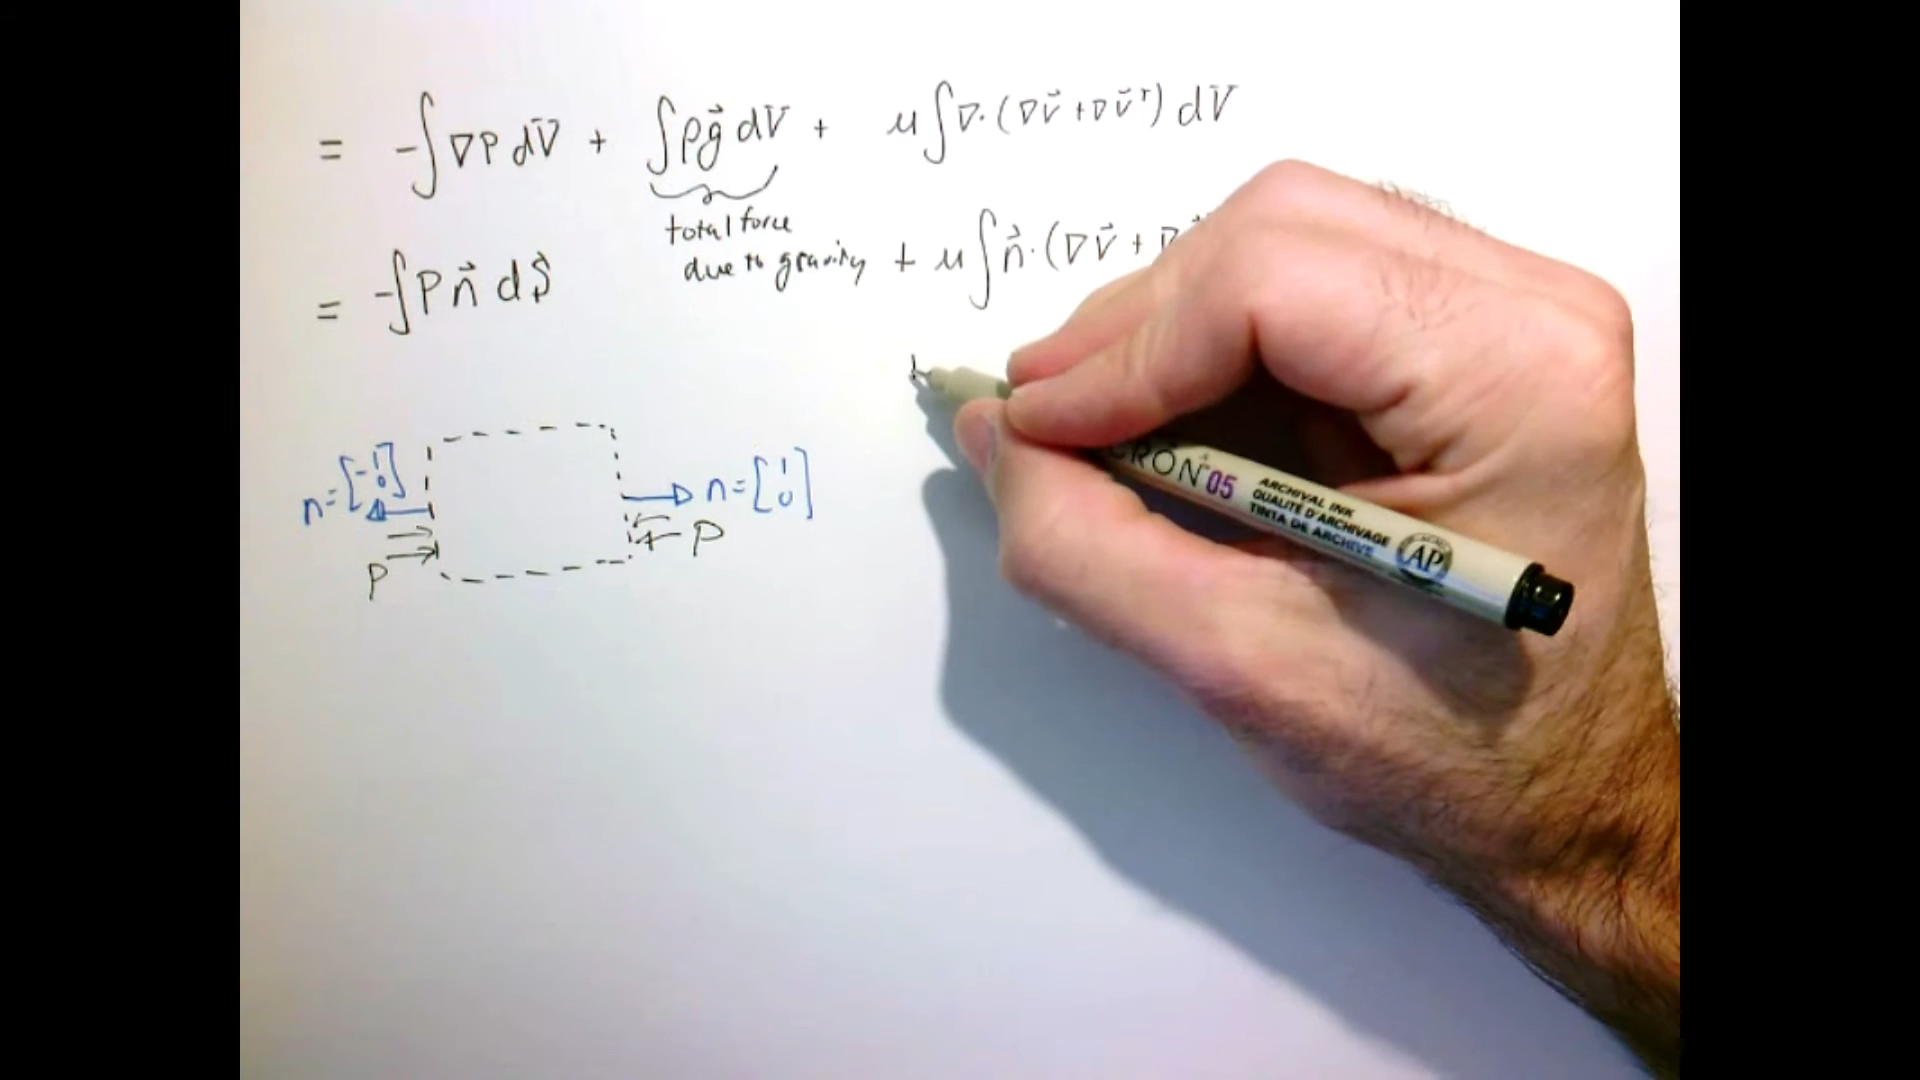 = -∫∇P dV + ∫ρg⃗ dV + μ∫∇·(∇v⃗ + ∇v⃗ᵀ) dV
total force
due to gravity
= -∫P n⃗ dS + μ∫n⃗·(∇v⃗ +
n=[-1 0]
n=[1 0]
P
P
05
ARCHIVAL INK
QUALITÉ D'ARCHIVAGE
TINTA DE ARCHIVE
AP